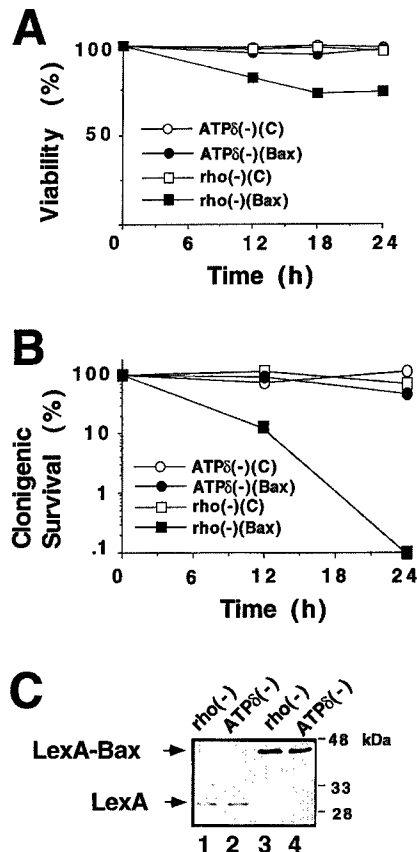 A
100
50
Viability (%)
ATPδ(-)(C)
ATPδ(-)(Bax)
rho(-)(C)
rho(-)(Bax)
0 6 12 18 24
Time (h)
B
100
10
1
.1
Clonigenic
Survival (%)
ATPδ(-)(C)
ATPδ(-)(Bax)
rho(-)(C)
rho(-)(Bax)
0 6 12 18 24
Time (h)
C
rho(-) ATPδ(-) rho(-) ATPδ(-)
LexA-Bax
LexA
48 kDa
33
28
1 2 3 4